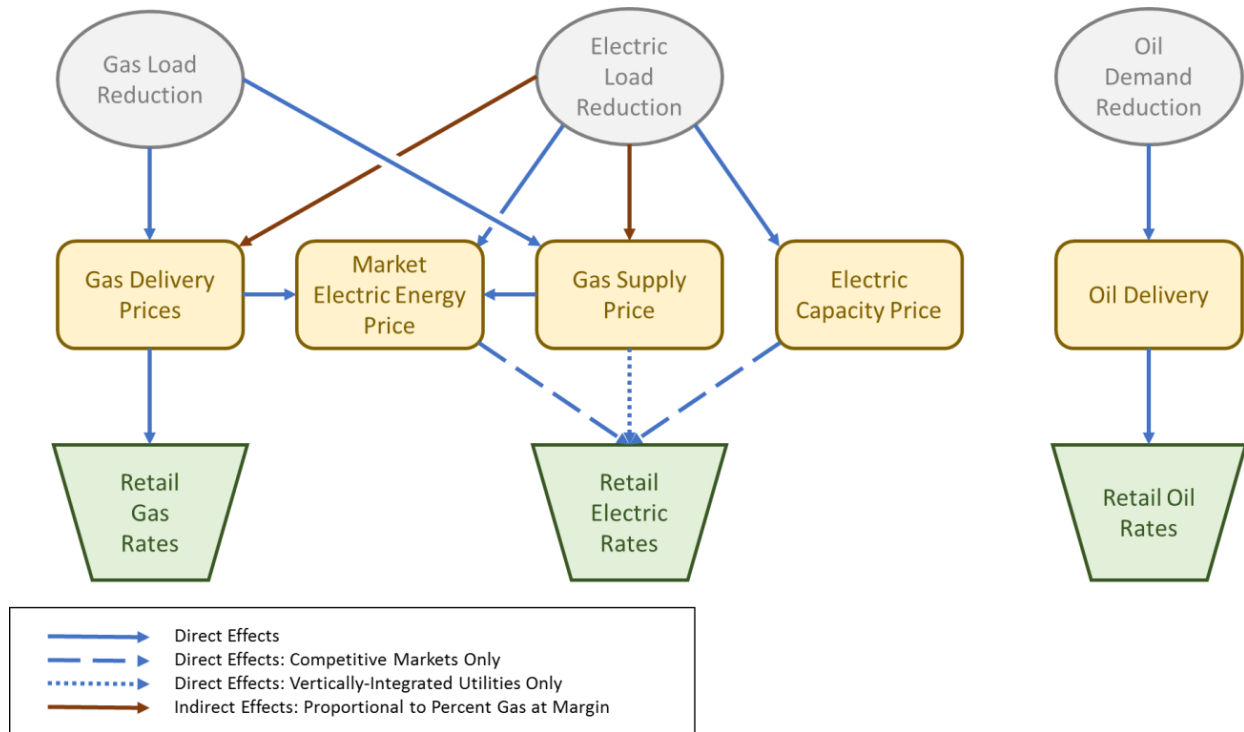 Gas Load
Reduction
Electric
Load
Reduction
Oil
Demand
Reduction
Gas Delivery
Prices
Market
Electric Energy
Price
Gas Supply
Price
Electric
Capacity Price
Oil Delivery
Retail
Gas
Rates
Retail
Electric
Rates
Retail Oil
Rates
Direct Effects
Direct Effects: Competitive Markets Only
Direct Effects: Vertically-Integrated Utilities Only
Indirect Effects: Proportional to Percent Gas at Margin